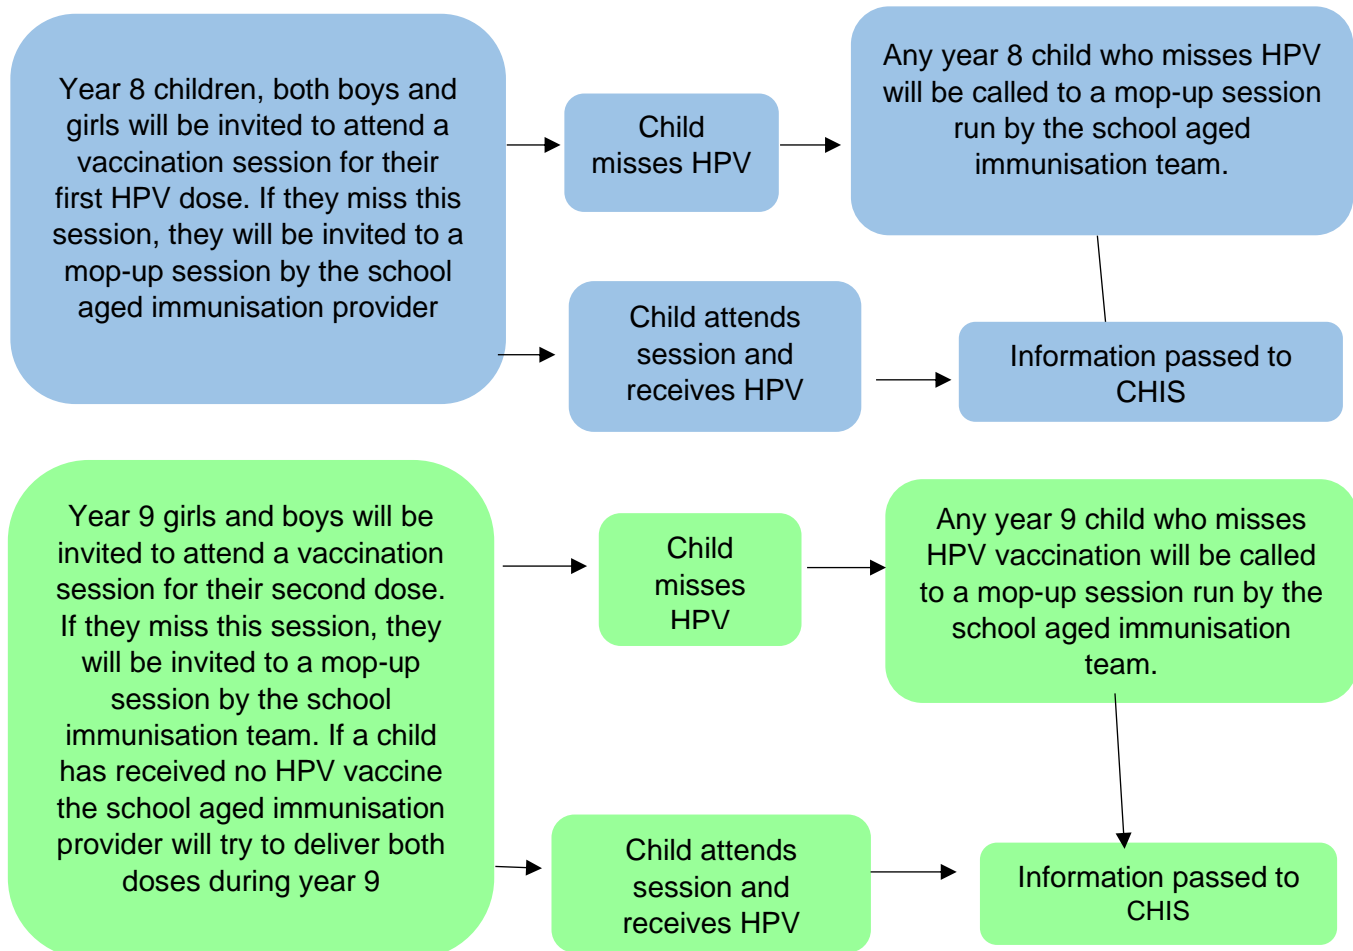 Year 8 children, both boys and
girls will be invited to attend a
vaccination session for their
first HPV dose. If they miss this
session, they will be invited to a
mop-up session by the school
aged immunisation provider
Child
misses HPV
Any year 8 child who misses HPV
will be called to a mop-up session
run by the school aged
immunisation team.
Child attends
session and
receives HPV
Information passed to
CHIS
Year 9 girls and boys will be
invited to attend a vaccination
session for their second dose.
If they miss this session, they
will be invited to a mop-up
session by the school
immunisation team. If a child
has received no HPV vaccine
the school aged immunisation
provider will try to deliver both
doses during year 9
Child
misses
HPV
Any year 9 child who misses
HPV vaccination will be called
to a mop-up session run by the
school aged immunisation
team.
Child attends
session and
receives HPV
Information passed to
CHIS